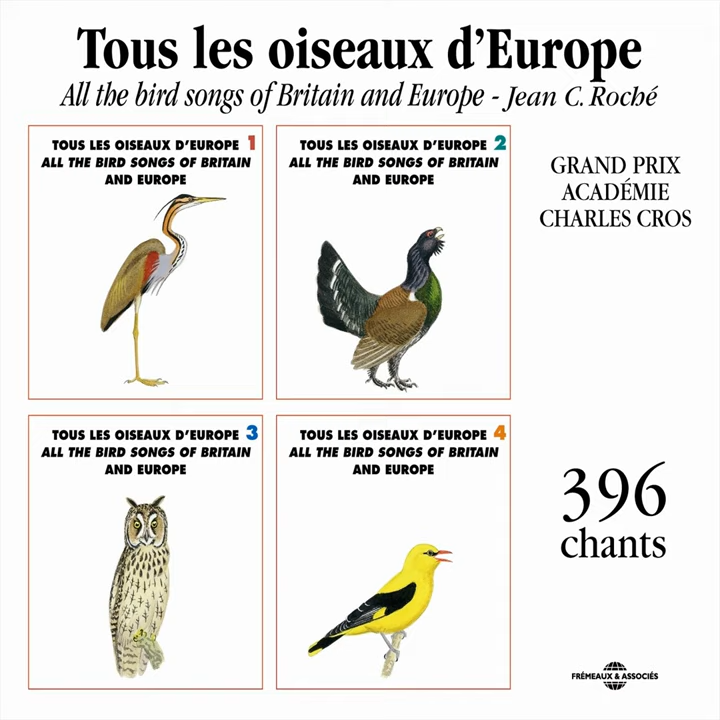 Tous les oiseaux d'Europe
All the bird songs of Britain and Europe - Jean C. Roché
TOUS LES OISEAUX D'EUROPE 1
ALL THE BIRD SONGS OF BRITAIN
AND EUROPE
TOUS LES OISEAUX D'EUROPE 2
ALL THE BIRD SONGS OF BRITAIN
AND EUROPE
GRAND PRIX
ACADÉMIE
CHARLES CROS
TOUS LES OISEAUX D'EUROPE 3
ALL THE BIRD SONGS OF BRITAIN
AND EUROPE
TOUS LES OISEAUX D'EUROPE 4
ALL THE BIRD SONGS OF BRITAIN
AND EUROPE
396
chants
FRÉMEAUX & ASSOCIÉS